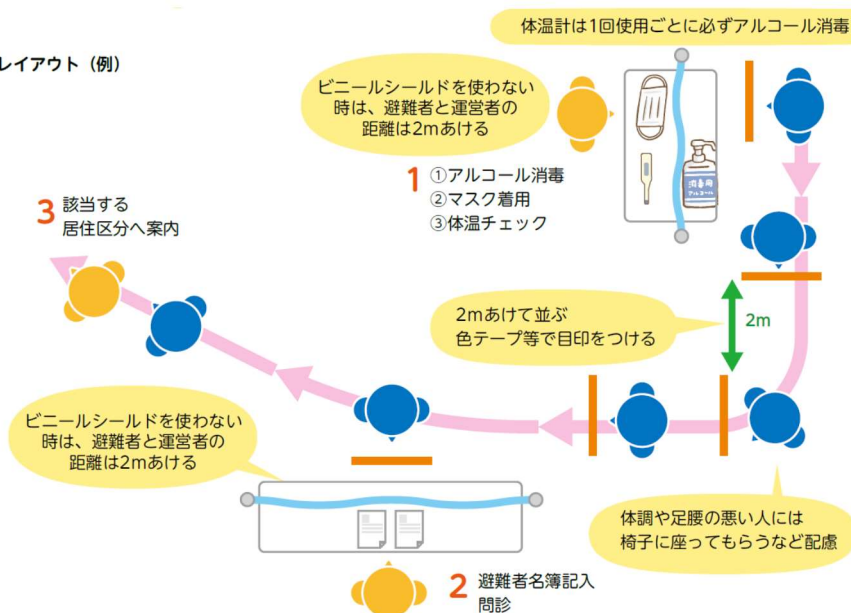 体温計は1回使用ごとに必ずアルコール消毒
レイアウト（例）
ビニールシールドを使わない
時は、避難者と運営者の
距離は2mあける
1 ①アルコール消毒
②マスク着用
③体温チェック
消毒用
アルコール
3 該当する
居住区分へ案内
2mあけて並ぶ
色テープ等で目印をつける
2m
ビニールシールドを使わない
時は、避難者と運営者の
距離は2mあける
体調や足腰の悪い人には
椅子に座ってもらうなど配慮
2 避難者名簿記入
問診